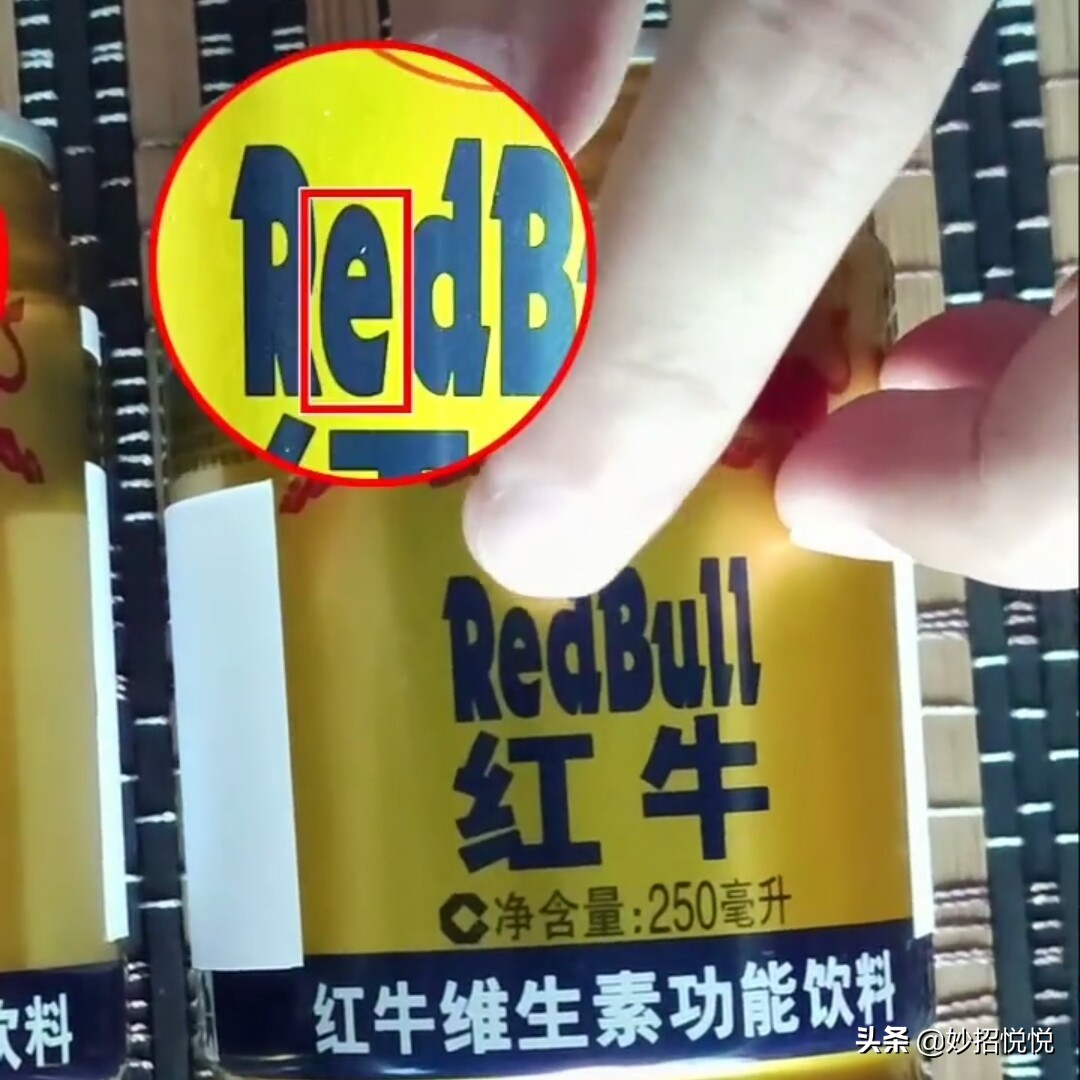 RedB
RedBull
红牛
净含量:250毫升
红牛维生素功能饮料
饮料
头条 @妙招悦悦